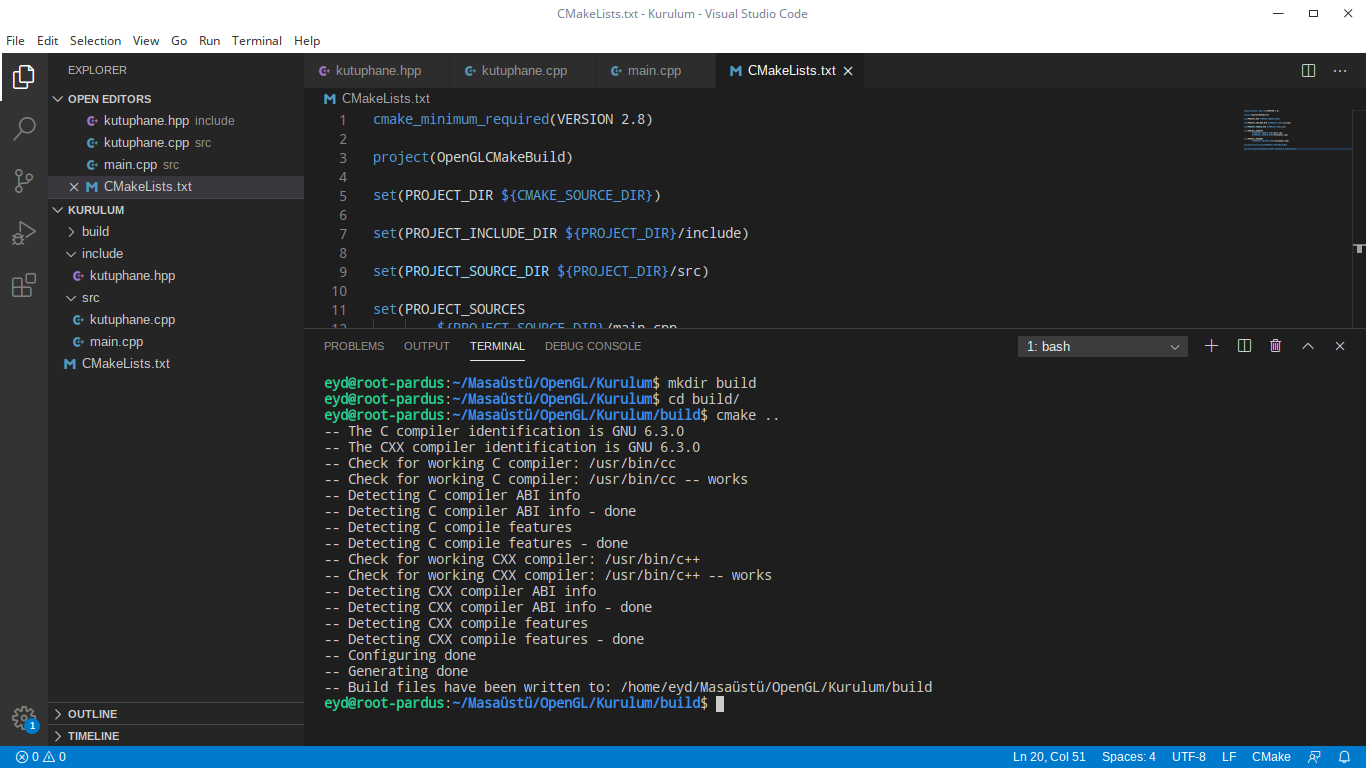 CMakeLists.txt - Kurulum - Visual Studio Code
File Edit Selection View Go Run Terminal Help
EXPLORER
OPEN EDITORS
kutuphane.hpp include
kutuphane.cpp src
main.cpp src
CMakeLists.txt
KURULUM
build
include
kutuphane.hpp
src
kutuphane.cpp
main.cpp
CMakeLists.txt
OUTLINE
TIMELINE
kutuphane.hpp kutuphane.cpp main.cpp CMakeLists.txt
CMakeLists.txt
1 cmake_minimum_required(VERSION 2.8)
2
3 project(OpenGLCMakeBuild)
4
5 set(PROJECT_DIR ${CMAKE_SOURCE_DIR})
6
7 set(PROJECT_INCLUDE_DIR ${PROJECT_DIR}/include)
8
9 set(PROJECT_SOURCE_DIR ${PROJECT_DIR}/src)
10
11 set(PROJECT_SOURCES
12 ${PROJECT_SOURCE_DIR}/main.cpp
PROBLEMS OUTPUT TERMINAL DEBUG CONSOLE 1: bash
eyd@root-pardus:~/Masaüstü/OpenGL/Kurulum$ mkdir build
eyd@root-pardus:~/Masaüstü/OpenGL/Kurulum$ cd build/
eyd@root-pardus:~/Masaüstü/OpenGL/Kurulum/build$ cmake ..
-- The C compiler identification is GNU 6.3.0
-- The CXX compiler identification is GNU 6.3.0
-- Check for working C compiler: /usr/bin/cc
-- Check for working C compiler: /usr/bin/cc -- works
-- Detecting C compiler ABI info
-- Detecting C compiler ABI info - done
-- Detecting C compile features
-- Detecting C compile features - done
-- Check for working CXX compiler: /usr/bin/c++
-- Check for working CXX compiler: /usr/bin/c++ -- works
-- Detecting CXX compiler ABI info
-- Detecting CXX compiler ABI info - done
-- Detecting CXX compile features
-- Detecting CXX compile features - done
-- Configuring done
-- Generating done
-- Build files have been written to: /home/eyd/Masaüstü/OpenGL/Kurulum/build
eyd@root-pardus:~/Masaüstü/OpenGL/Kurulum/build$
1
0 0 Ln 20, Col 51 Spaces: 4 UTF-8 LF CMake